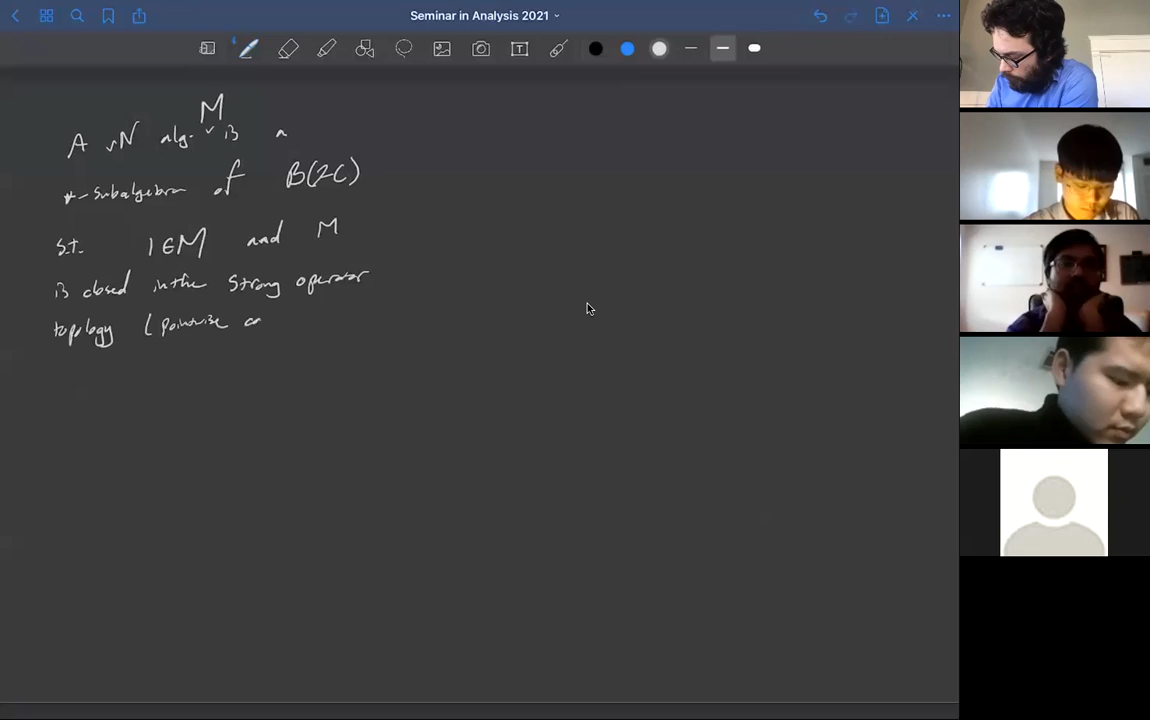 Seminar in Analysis 2021
M
A vN alg. ˅ is a
*-subalgebra of B(ℋ)
s.t. 1∈M and M
is closed in the strong operator
topology ( pointwise co